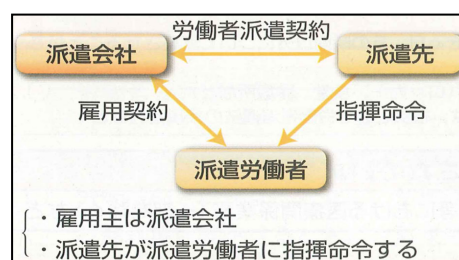 労働者派遣契約
派遣会社
派遣先
雇用契約
指揮命令
派遣労働者
・雇用主は派遣会社
・派遣先が派遣労働者に指揮命令する